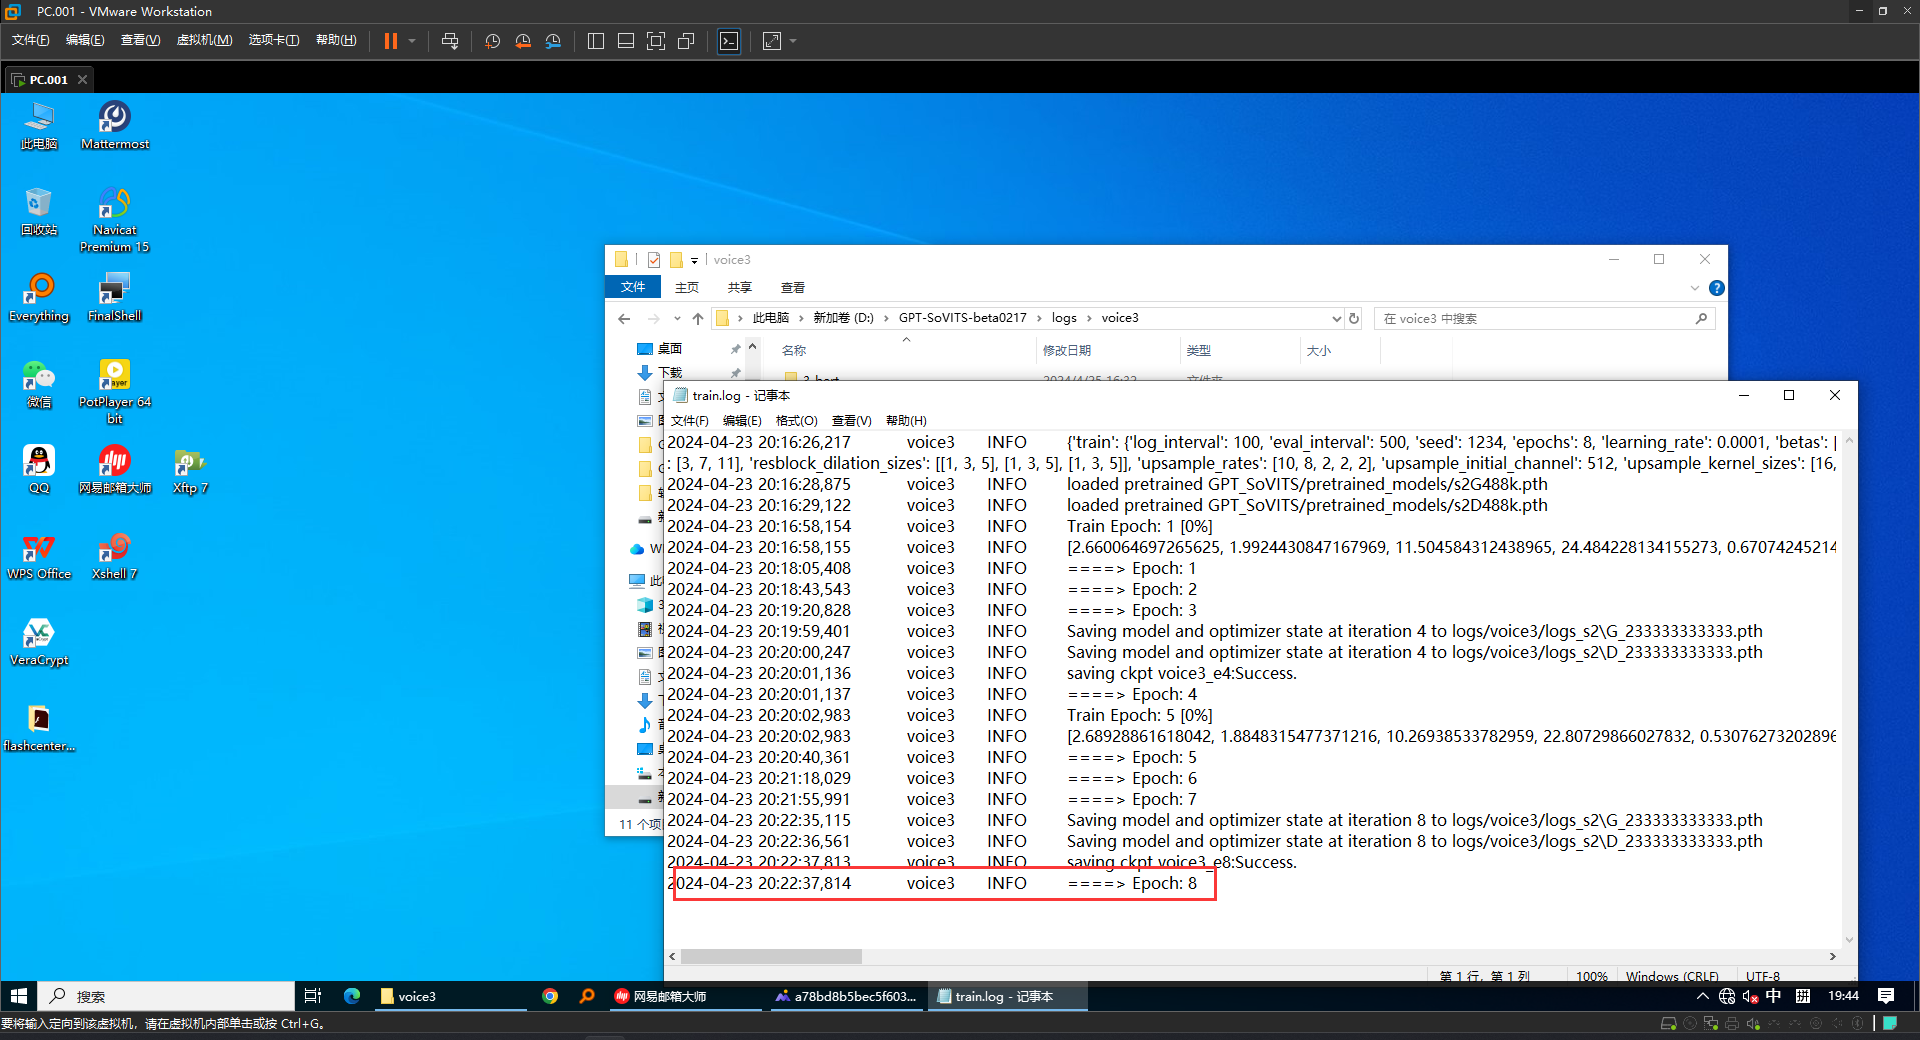 PC.001 - VMware Workstation
文件(F) 编辑(E) 查看(V) 虚拟机(M) 选项卡(T) 帮助(H)
PC.001
此电脑
Mattermost
回收站
Navicat
Premium 15
Everything
FinalShell
微信
PotPlayer 64
bit
QQ
网易邮箱大师
Xftp 7
WPS Office
Xshell 7
VeraCrypt
flashcenter...
voice3
文件 主页 共享 查看
此电脑 › 新加卷 (D:) › GPT-SoVITS-beta0217 › logs › voice3
在 voice3 中搜索
名称 修改日期 类型 大小
桌面
下载
11 个项
train.log - 记事本
文件(F) 编辑(E) 格式(O) 查看(V) 帮助(H)
2024-04-23 20:16:26,217 voice3 INFO {'train': {'log_interval': 100, 'eval_interval': 500, 'seed': 1234, 'epochs': 8, 'learning_rate': 0.0001, 'betas': [
: [3, 7, 11], 'resblock_dilation_sizes': [[1, 3, 5], [1, 3, 5], [1, 3, 5]], 'upsample_rates': [10, 8, 2, 2, 2], 'upsample_initial_channel': 512, 'upsample_kernel_sizes': [16,
2024-04-23 20:16:28,875 voice3 INFO loaded pretrained GPT_SoVITS/pretrained_models/s2G488k.pth
2024-04-23 20:16:29,122 voice3 INFO loaded pretrained GPT_SoVITS/pretrained_models/s2D488k.pth
2024-04-23 20:16:58,154 voice3 INFO Train Epoch: 1 [0%]
2024-04-23 20:16:58,155 voice3 INFO [2.660064697265625, 1.9924430847167969, 11.504584312438965, 24.484228134155273, 0.67074245214
2024-04-23 20:18:05,408 voice3 INFO ====> Epoch: 1
2024-04-23 20:18:43,543 voice3 INFO ====> Epoch: 2
2024-04-23 20:19:20,828 voice3 INFO ====> Epoch: 3
2024-04-23 20:19:59,401 voice3 INFO Saving model and optimizer state at iteration 4 to logs/voice3/logs_s2\G_233333333333.pth
2024-04-23 20:20:00,247 voice3 INFO Saving model and optimizer state at iteration 4 to logs/voice3/logs_s2\D_233333333333.pth
2024-04-23 20:20:01,136 voice3 INFO saving ckpt voice3_e4:Success.
2024-04-23 20:20:01,137 voice3 INFO ====> Epoch: 4
2024-04-23 20:20:02,983 voice3 INFO Train Epoch: 5 [0%]
2024-04-23 20:20:02,983 voice3 INFO [2.68928861618042, 1.8848315477371216, 10.26938533782959, 22.80729866027832, 0.53076273202896
2024-04-23 20:20:40,361 voice3 INFO ====> Epoch: 5
2024-04-23 20:21:18,029 voice3 INFO ====> Epoch: 6
2024-04-23 20:21:55,991 voice3 INFO ====> Epoch: 7
2024-04-23 20:22:35,115 voice3 INFO Saving model and optimizer state at iteration 8 to logs/voice3/logs_s2\G_233333333333.pth
2024-04-23 20:22:36,561 voice3 INFO Saving model and optimizer state at iteration 8 to logs/voice3/logs_s2\D_233333333333.pth
2024-04-23 20:22:37,813 voice3 INFO saving ckpt voice3_e8:Success.
2024-04-23 20:22:37,814 voice3 INFO ====> Epoch: 8
第 1 行，第 1 列 100% Windows (CRLF) UTF-8
搜索 voice3 网易邮箱大师 a78bd8b5bec5f603... train.log - 记事本 中 拼 19:44
要将输入定向到该虚拟机，请在虚拟机内部单击或按 Ctrl+G。